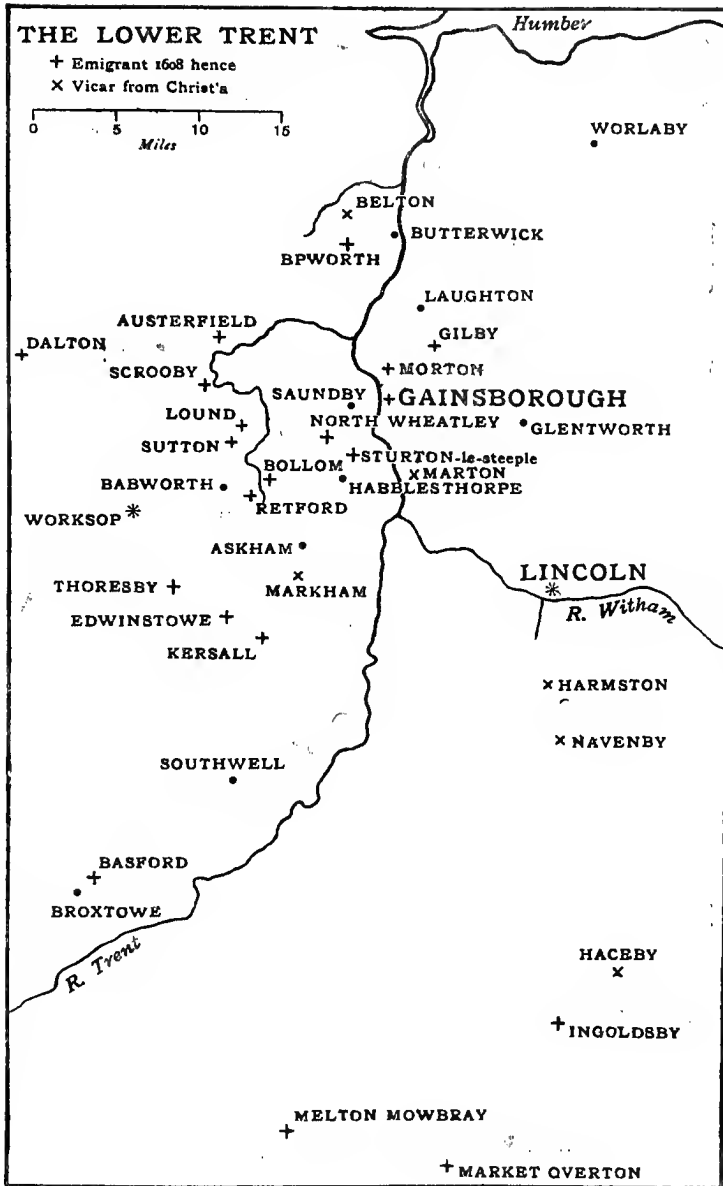 THE LOWER TRENT
+ Emigrant 1608 hence
× Vicar from Christ'a
0 5 10 15
Miles
Humber
WORLABY
BELTON
BUTTERWICK
BPWORTH
LAUGHTON
AUSTERFIELD
GILBY
DALTON
MORTON
SCROOBY
SAUNDBY
GAINSBOROUGH
LOUND
NORTH WHEATLEY
GLENTWORTH
SUTTON
STURTON-le-steeple
BOLLOM
MARTON
BABWORTH
HABBLESTHORPE
RETFORD
WORKSOP
ASKHAM
LINCOLN
THORESBY
MARKHAM
R. Witham
EDWINSTOWE
KERSALL
HARMSTON
NAVENBY
SOUTHWELL
BASFORD
BROXTOWE
R. Trent
HACEBY
INGOLDSBY
MELTON MOWBRAY
MARKET OVERTON